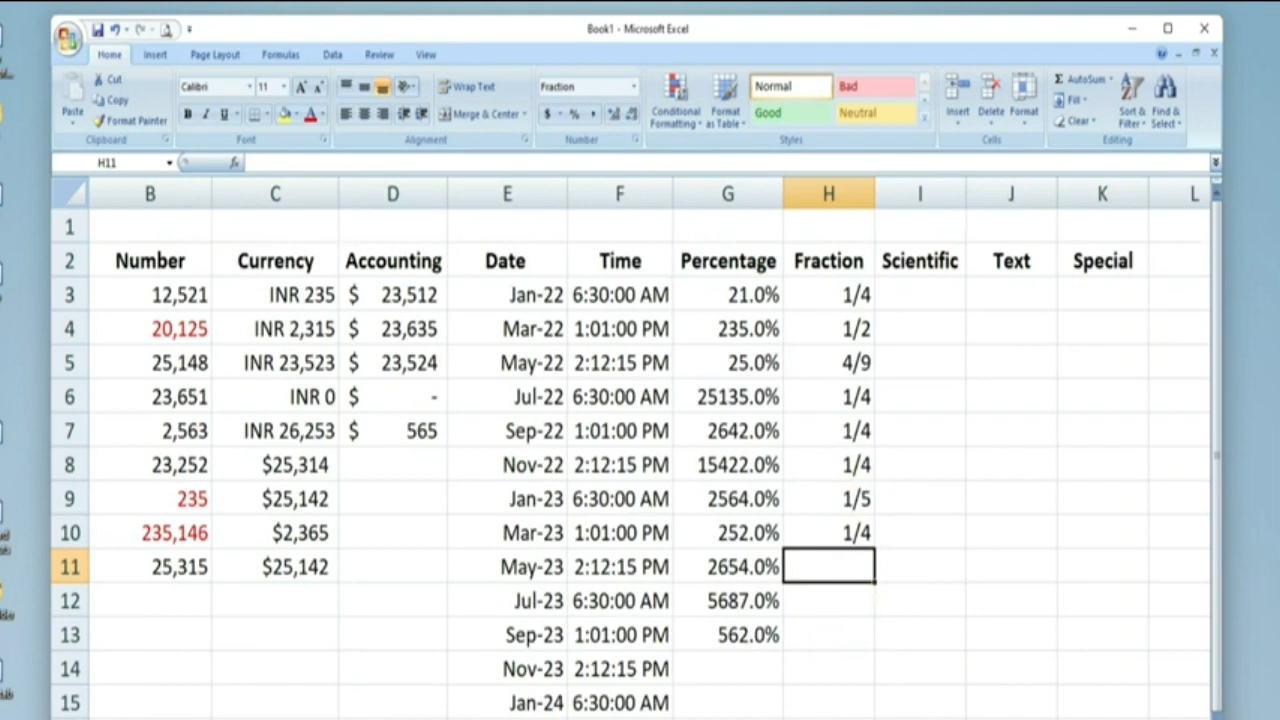 Book1 - Microsoft Excel
Home Insert Page Layout Formulas Data Review View
Cut
Copy
Format Painter
Paste
Clipboard
Calibri 11
B I U A
Font
Wrap Text
Merge & Center
Alignment
Fraction
$ % ,
Number
Conditional Formatting
Format as Table
Normal Bad
Good Neutral
Styles
Insert Delete Format
Cells
Σ AutoSum
Fill
Clear
Sort & Filter
Find & Select
Editing
H11 fx
B C D E F G H I J K L
1
2 Number Currency Accounting Date Time Percentage Fraction Scientific Text Special
3 12,521 INR 235 $ 23,512 Jan-22 6:30:00 AM 21.0% 1/4
4 20,125 INR 2,315 $ 23,635 Mar-22 1:01:00 PM 235.0% 1/2
5 25,148 INR 23,523 $ 23,524 May-22 2:12:15 PM 25.0% 4/9
6 23,651 INR 0 $ - Jul-22 6:30:00 AM 25135.0% 1/4
7 2,563 INR 26,253 $ 565 Sep-22 1:01:00 PM 2642.0% 1/4
8 23,252 $25,314 Nov-22 2:12:15 PM 15422.0% 1/4
9 235 $25,142 Jan-23 6:30:00 AM 2564.0% 1/5
10 235,146 $2,365 Mar-23 1:01:00 PM 252.0% 1/4
11 25,315 $25,142 May-23 2:12:15 PM 2654.0%
12 Jul-23 6:30:00 AM 5687.0%
13 Sep-23 1:01:00 PM 562.0%
14 Nov-23 2:12:15 PM
15 Jan-24 6:30:00 AM